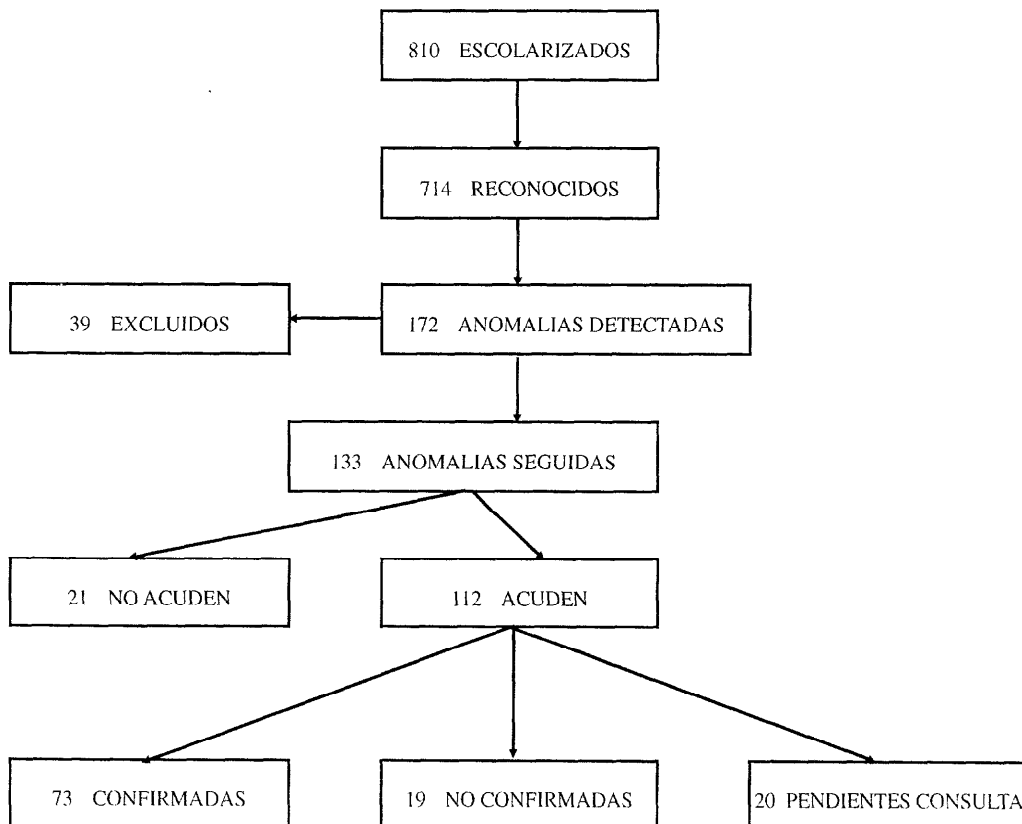 810 ESCOLARIZADOS
714 RECONOCIDOS
39 EXCLUIDOS
172 ANOMALIAS DETECTADAS
133 ANOMALIAS SEGUIDAS
21 NO ACUDEN
112 ACUDEN
73 CONFIRMADAS
19 NO CONFIRMADAS
20 PENDIENTES CONSULTA